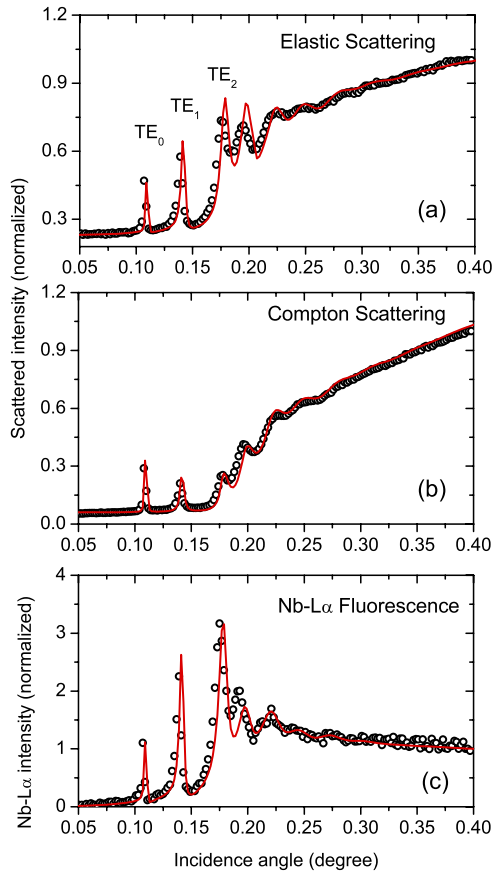 1.2
0.9
0.6
0.3
Elastic Scattering
TE0
TE1
TE2
(a)
0.05 0.10 0.15 0.20 0.25 0.30 0.35 0.40
Scattered intensity (normalized)
1.2
0.9
0.6
0.3
0.0
Compton Scattering
(b)
0.05 0.10 0.15 0.20 0.25 0.30 0.35 0.40
4
3
2
1
0
Nb-Lα Fluorescence
(c)
Nb-Lα intensity (normalized)
0.05 0.10 0.15 0.20 0.25 0.30 0.35 0.40
Incidence angle (degree)